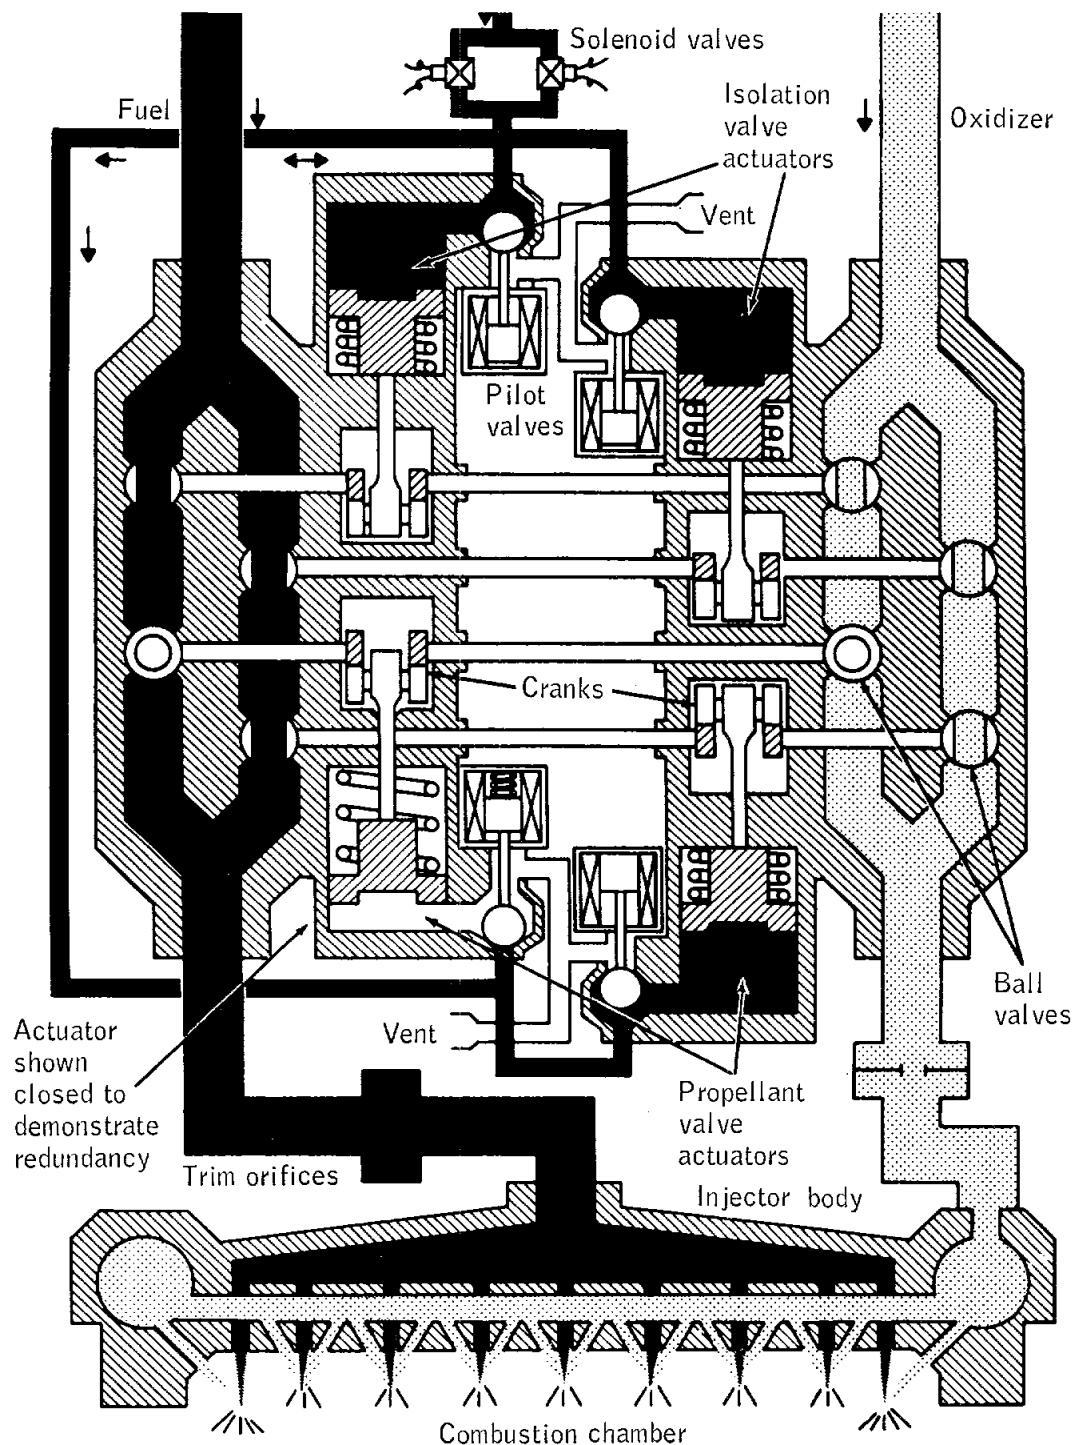 Solenoid valves
Fuel
Isolation
valve
actuators
Oxidizer
Vent
Pilot
valves
Cranks
Ball
valves
Actuator
shown
closed to
demonstrate
redundancy
Vent
Propellant
valve
actuators
Trim orifices
Injector body
Combustion chamber